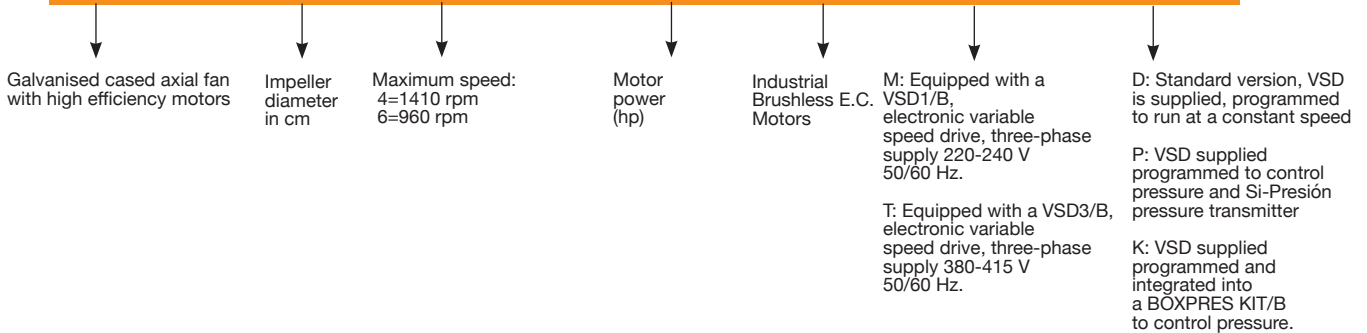 Galvanised cased axial fan
with high efficiency motors
Impeller
diameter
in cm
Maximum speed:
4=1410 rpm
6=960 rpm
Motor
power
(hp)
Industrial
Brushless E.C.
Motors
M: Equipped with a
VSD1/B,
electronic variable
speed drive, three-phase
supply 220-240 V
50/60 Hz.
T: Equipped with a VSD3/B,
electronic variable
speed drive, three-phase
supply 380-415 V
50/60 Hz.
D: Standard version, VSD
is supplied, programmed
to run at a constant speed
P: VSD supplied
programmed to control
pressure and Si-Presión
pressure transmitter
K: VSD supplied
programmed and
integrated into
a BOXPRES KIT/B
to control pressure.